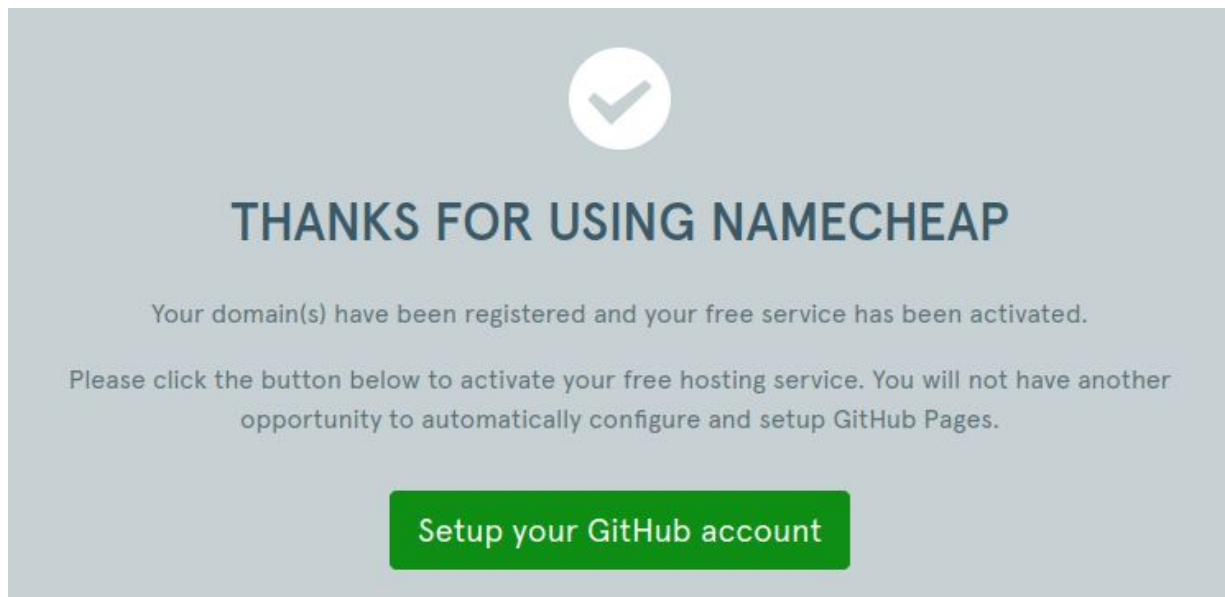 THANKS FOR USING NAMECHEAP
Your domain(s) have been registered and your free service has been activated.
Please click the button below to activate your free hosting service. You will not have another
opportunity to automatically configure and setup GitHub Pages.
Setup your GitHub account